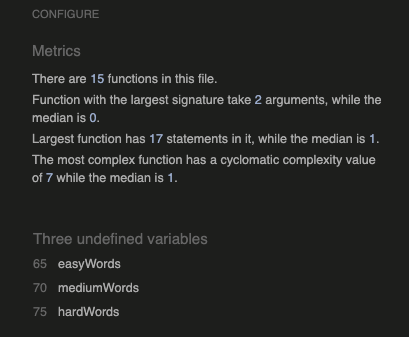 CONFIGURE
Metrics
There are 15 functions in this file.
Function with the largest signature take 2 arguments, while the
median is 0.
Largest function has 17 statements in it, while the median is 1.
The most complex function has a cyclomatic complexity value
of 7 while the median is 1.
Three undefined variables
65 easyWords
70 mediumWords
75 hardWords